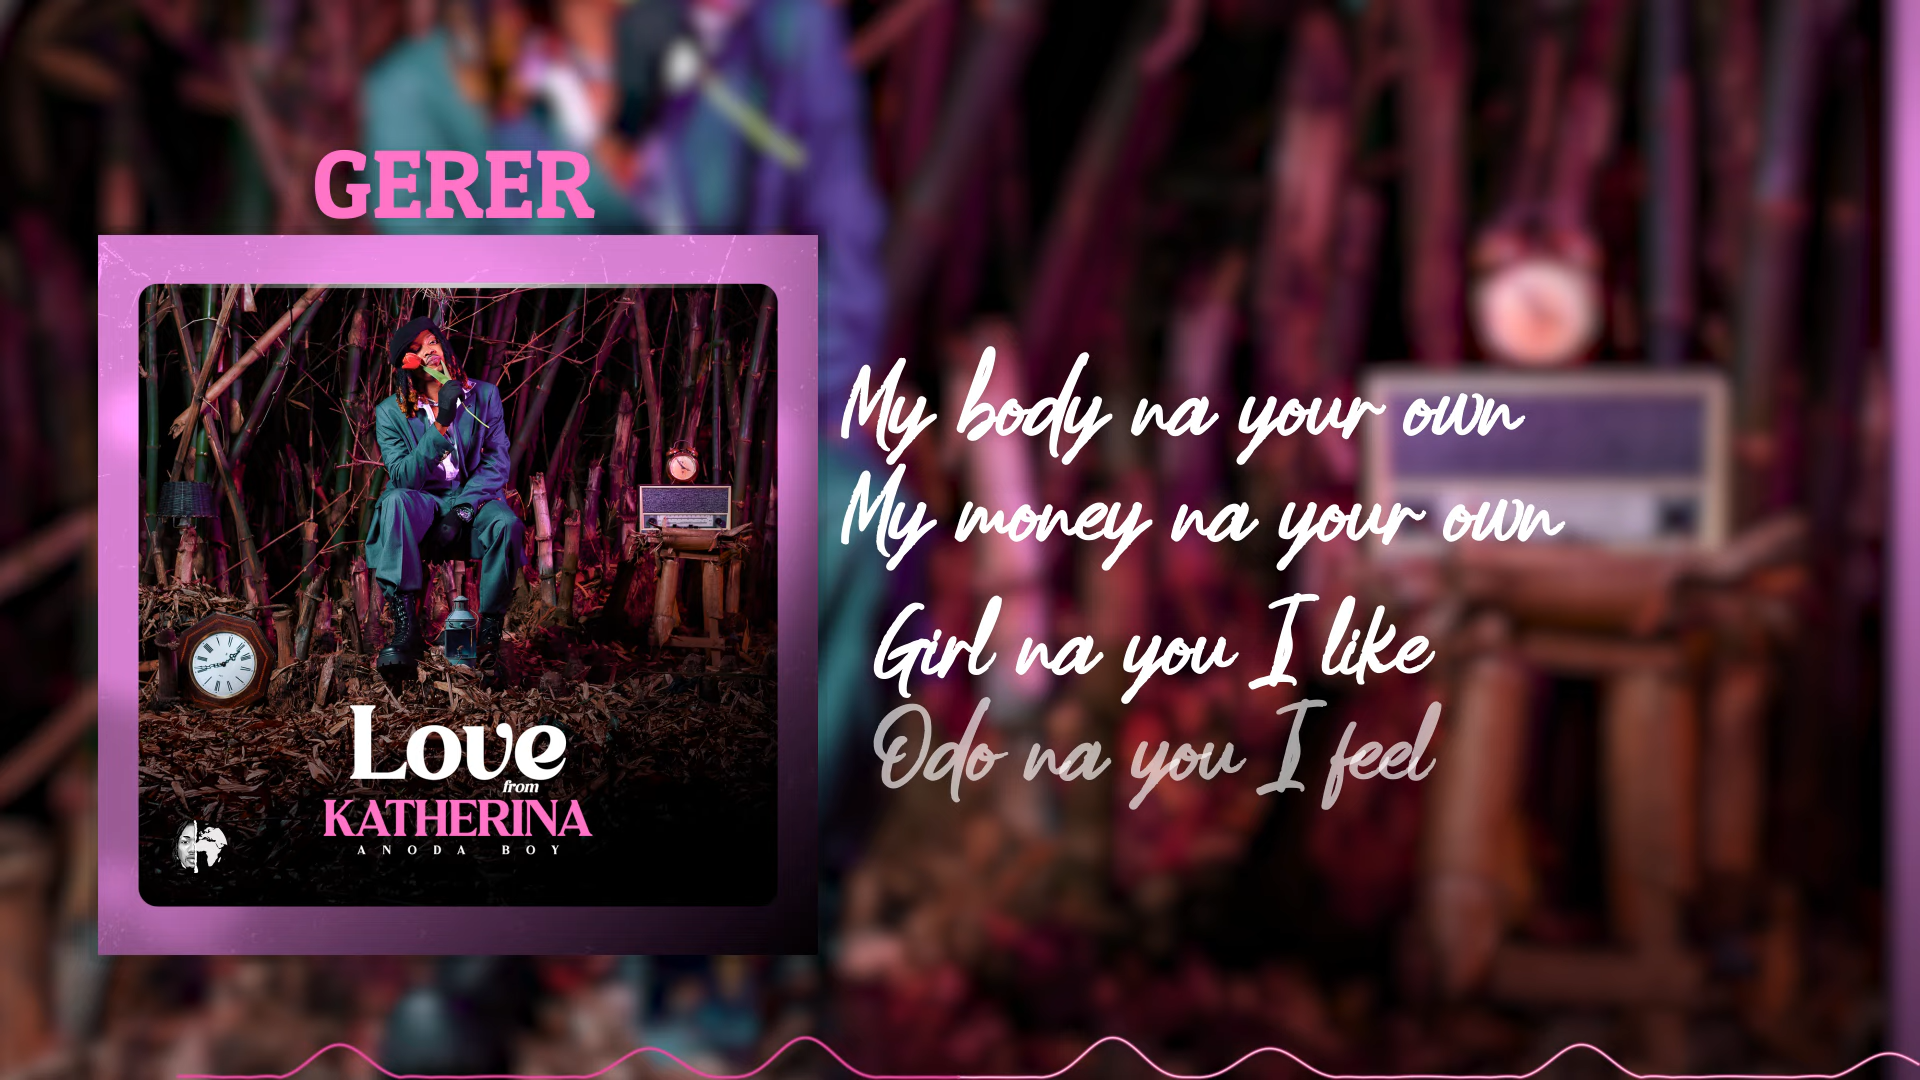 GERER
Love
from
KATHERINA
ANODA BOY
My body na your own
My money na your own
Girl na you I like
Odo na you I feel